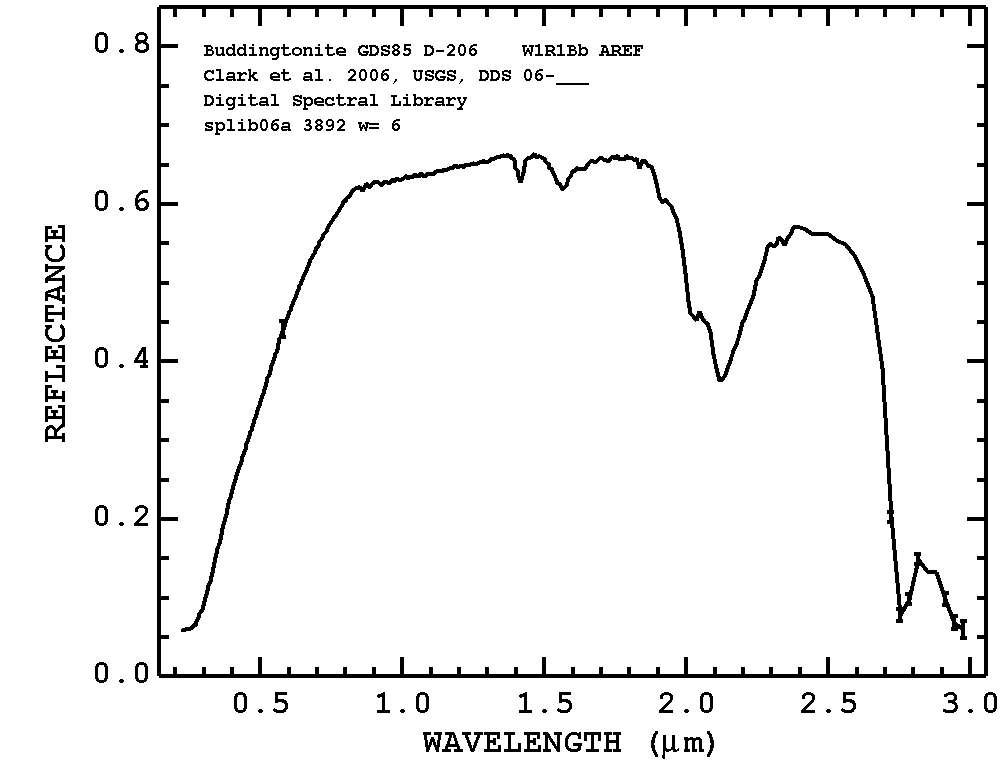 Buddingtonite GDS85 D-206 W1R1Bb AREF
Clark et al. 2006, USGS, DDS 06-___
Digital Spectral Library
splib06a 3892 w= 6
0.8
0.6
0.4
0.2
0.0
REFLECTANCE
0.5 1.0 1.5 2.0 2.5 3.0
WAVELENGTH (μm)